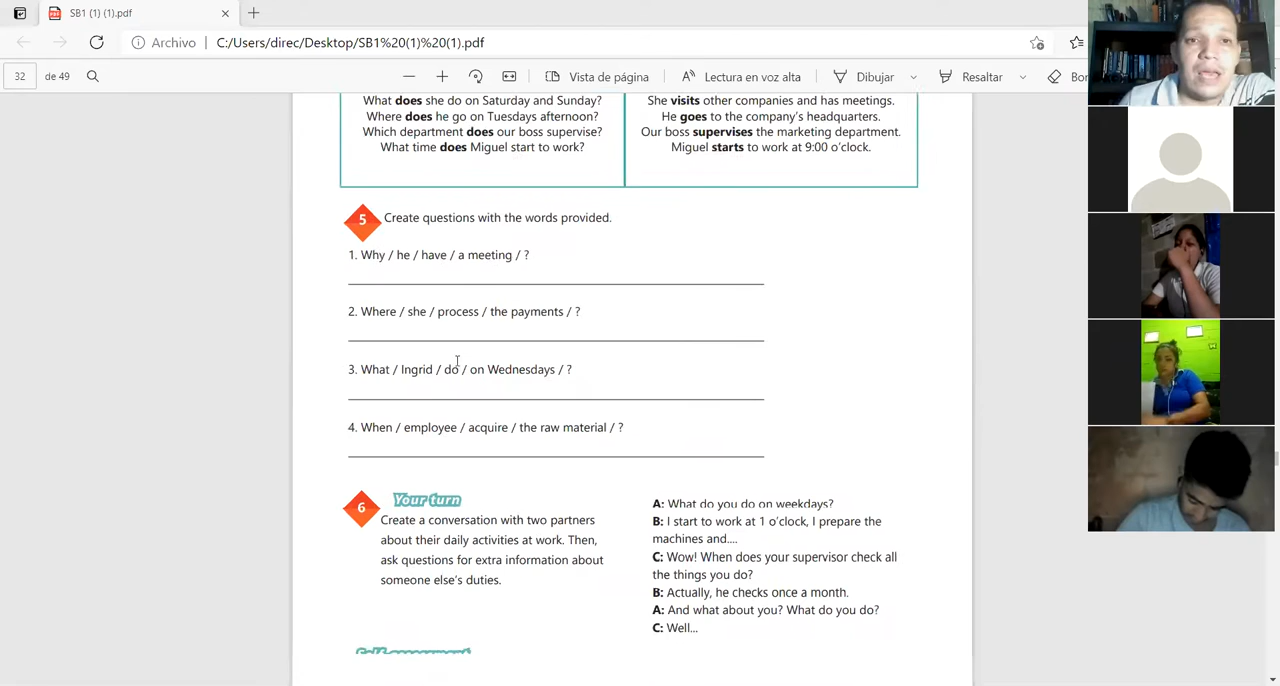 SB1 (1) (1).pdf
Archivo
C:/Users/direc/Desktop/SB1%20(1)%20(1).pdf
32 de 49
Vista de página
Lectura en voz alta
Dibujar
Resaltar
What does she do on Saturday and Sunday?
Where does he go on Tuesdays afternoon?
Which department does our boss supervise?
What time does Miguel start to work?
She visits other companies and has meetings.
He goes to the company's headquarters.
Our boss supervises the marketing department.
Miguel starts to work at 9:00 o'clock.
5 Create questions with the words provided.
1. Why / he / have / a meeting / ?
2. Where / she / process / the payments / ?
3. What / Ingrid / do / on Wednesdays / ?
4. When / employee / acquire / the raw material / ?
6 Your turn
Create a conversation with two partners
about their daily activities at work. Then,
ask questions for extra information about
someone else's duties.
A: What do you do on weekdays?
B: I start to work at 1 o'clock, I prepare the
machines and....
C: Wow! When does your supervisor check all
the things you do?
B: Actually, he checks once a month.
A: And what about you? What do you do?
C: Well...
Self-assessment